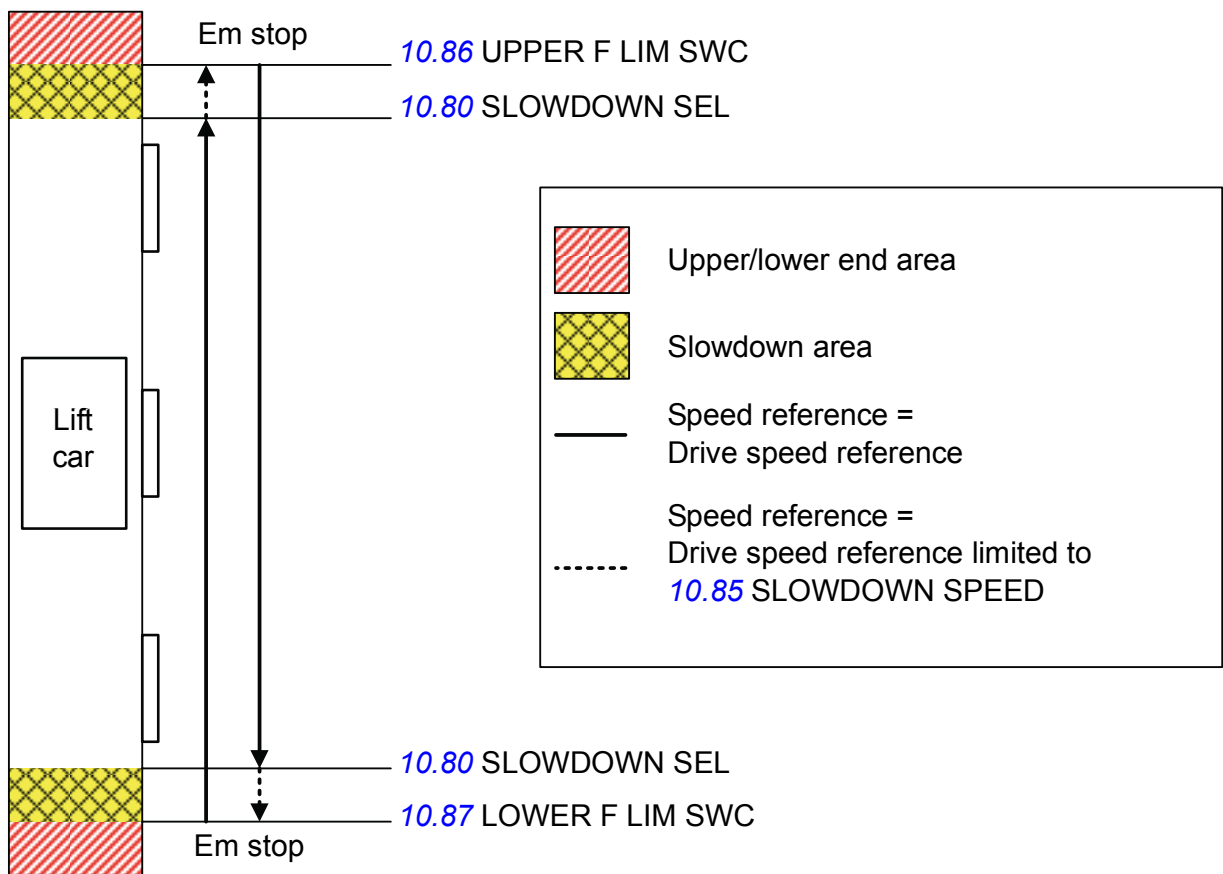 Em stop
10.86 UPPER F LIM SWC
10.80 SLOWDOWN SEL
Upper/lower end area
Slowdown area
Speed reference =
Drive speed reference
Speed reference =
Drive speed reference limited to
10.85 SLOWDOWN SPEED
Lift
car
10.80 SLOWDOWN SEL
10.87 LOWER F LIM SWC
Em stop